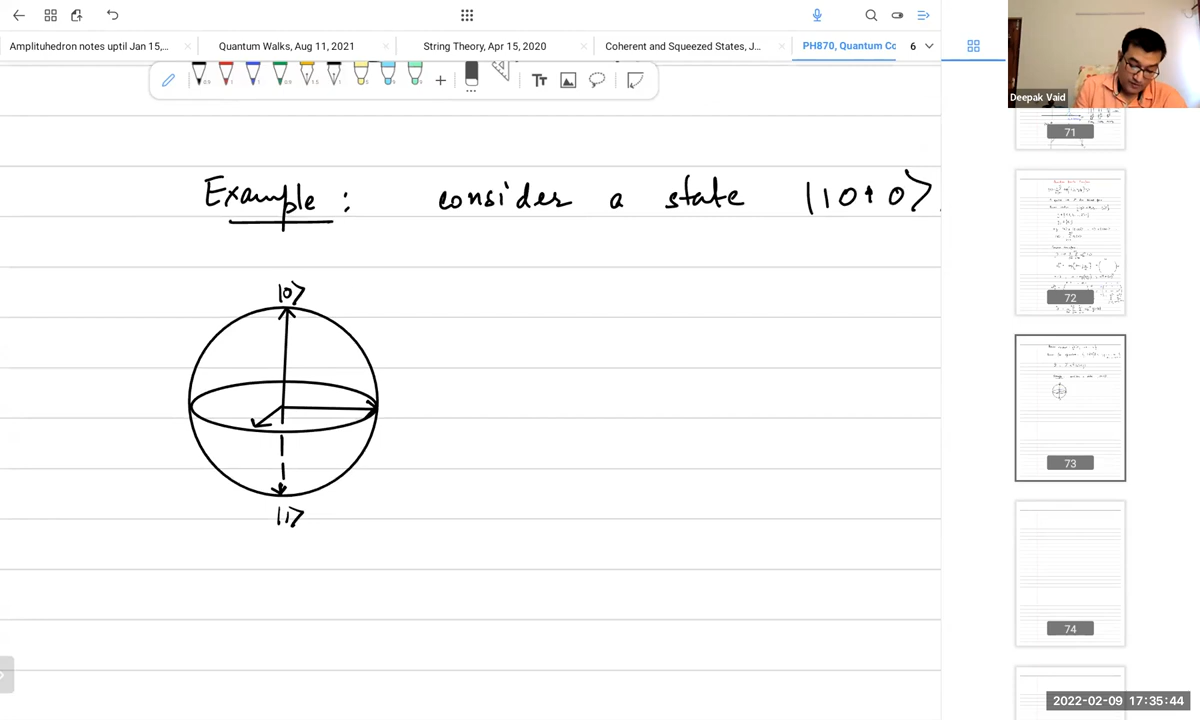 Amplituhedron notes uptil Jan 15,...
Quantum Walks, Aug 11, 2021
String Theory, Apr 15, 2020
Coherent and Squeezed States, J...
PH870, Quantum Cc
6
Tт
Deepak Vaid
Example : consider a state |1010⟩
|0⟩
|1⟩
71
72
73
74
2022-02-09 17:35:44